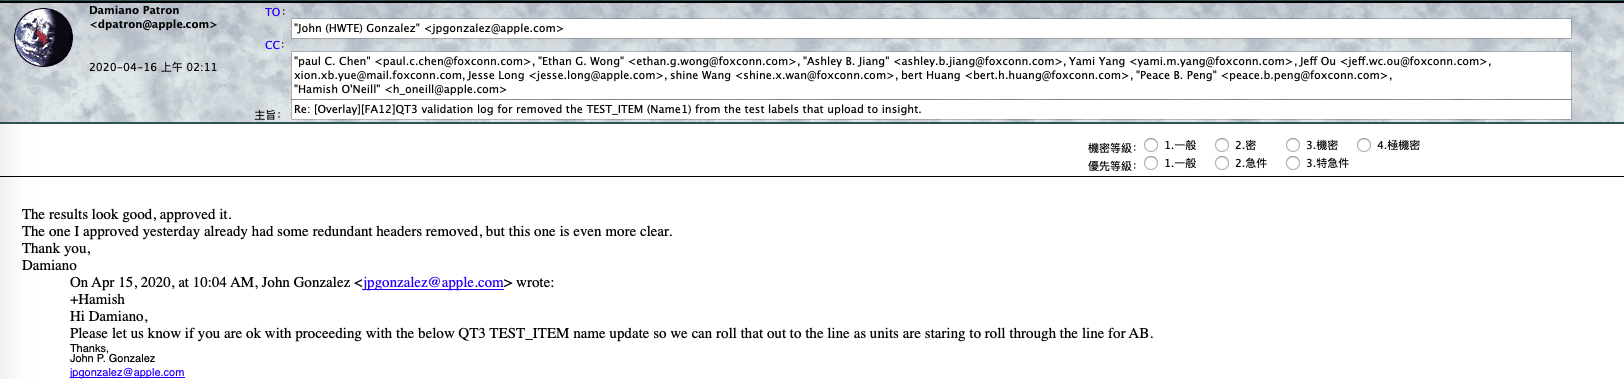 Damiano Patron
<dpatron@apple.com>
2020-04-16 上午 02:11
TO:
"John (HWTE) Gonzalez" <jpgonzalez@apple.com>
CC:
"paul C. Chen" <paul.c.chen@foxconn.com>, "Ethan G. Wong" <ethan.g.wong@foxconn.com>, "Ashley B. Jiang" <ashley.b.jiang@foxconn.com>, Yami Yang <yami.m.yang@foxconn.com>, Jeff Ou <jeff.wc.ou@foxconn.com>,
xion.xb.yue@mail.foxconn.com, Jesse Long <jesse.long@apple.com>, shine Wang <shine.x.wan@foxconn.com>, bert Huang <bert.h.huang@foxconn.com>, "Peace B. Peng" <peace.b.peng@foxconn.com>,
"Hamish O'Neill" <h_oneill@apple.com>
主旨:
Re: [Overlay][FA12]QT3 validation log for removed the TEST_ITEM (Name1) from the test labels that upload to insight.
機密等級: 1.一般 2.密 3.機密 4.極機密
優先等級: 1.一般 2.急件 3.特急件
The results look good, approved it.
The one I approved yesterday already had some redundant headers removed, but this one is even more clear.
Thank you,
Damiano
On Apr 15, 2020, at 10:04 AM, John Gonzalez <jpgonzalez@apple.com> wrote:
+Hamish
Hi Damiano,
Please let us know if you are ok with proceeding with the below QT3 TEST_ITEM name update so we can roll that out to the line as units are staring to roll through the line for AB.
Thanks,
John P. Gonzalez
jpgonzalez@apple.com